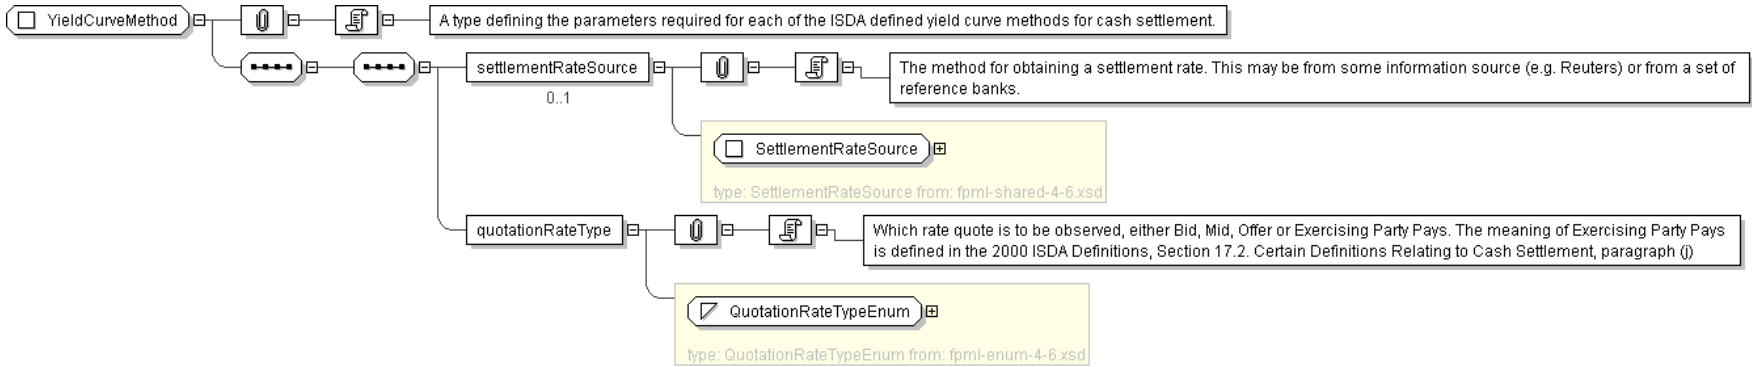 YieldCurveMethod
A type defining the parameters required for each of the ISDA defined yield curve methods for cash settlement.
settlementRateSource
0..1
The method for obtaining a settlement rate. This may be from some information source (e.g. Reuters) or from a set of
reference banks.
SettlementRateSource
type: SettlementRateSource from: fpml-shared-4-6.xsd
quotationRateType
Which rate quote is to be observed, either Bid, Mid, Offer or Exercising Party Pays. The meaning of Exercising Party Pays
is defined in the 2000 ISDA Definitions, Section 17.2. Certain Definitions Relating to Cash Settlement, paragraph (j)
QuotationRateTypeEnum
type: QuotationRateTypeEnum from: fpml-enum-4-6.xsd